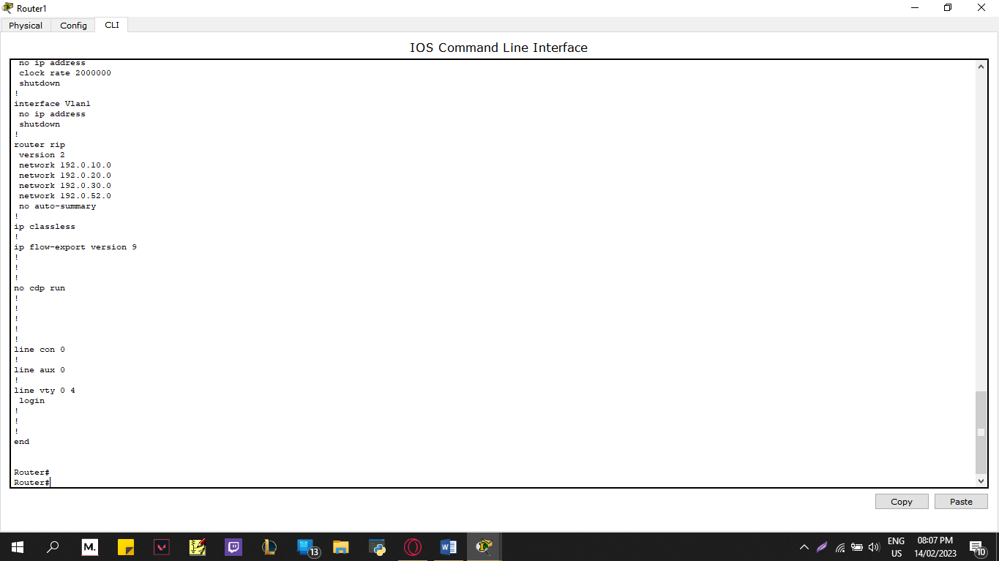 Router1
Physical Config CLI
IOS Command Line Interface
no ip address
clock rate 2000000
shutdown
!
interface Vlan1
no ip address
shutdown
!
router rip
version 2
network 192.0.10.0
network 192.0.20.0
network 192.0.30.0
network 192.0.52.0
no auto-summary
!
ip classless
!
ip flow-export version 9
!
!
!
no cdp run
!
!
!
!
!
line con 0
!
line aux 0
!
line vty 0 4
login
!
!
!
end
Router#
Router#
Copy Paste
M.
13
ENG
US
08:07 PM
14/02/2023
10